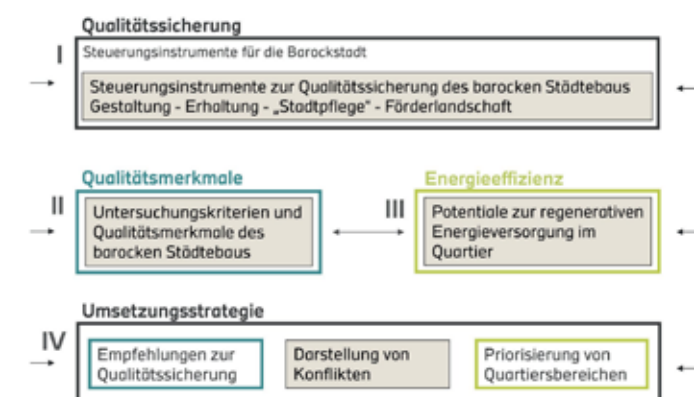 Qualitätssicherung
I
Steuerungsinstrumente für die Barockstadt
Steuerungsinstrumente zur Qualitätssicherung des barocken Städtebaus
Gestaltung - Erhaltung - „Stadtpflege“ - Förderlandschaft
Qualitätsmerkmale
II
Untersuchungskriterien und
Qualitätsmerkmale des
barocken Städtebaus
Energieeffizienz
III
Potentiale zur regenerativen
Energieversorgung im
Quartier
Umsetzungsstrategie
IV
Empfehlungen zur
Qualitätssicherung
Darstellung von
Konflikten
Priorisierung von
Quartiersbereichen